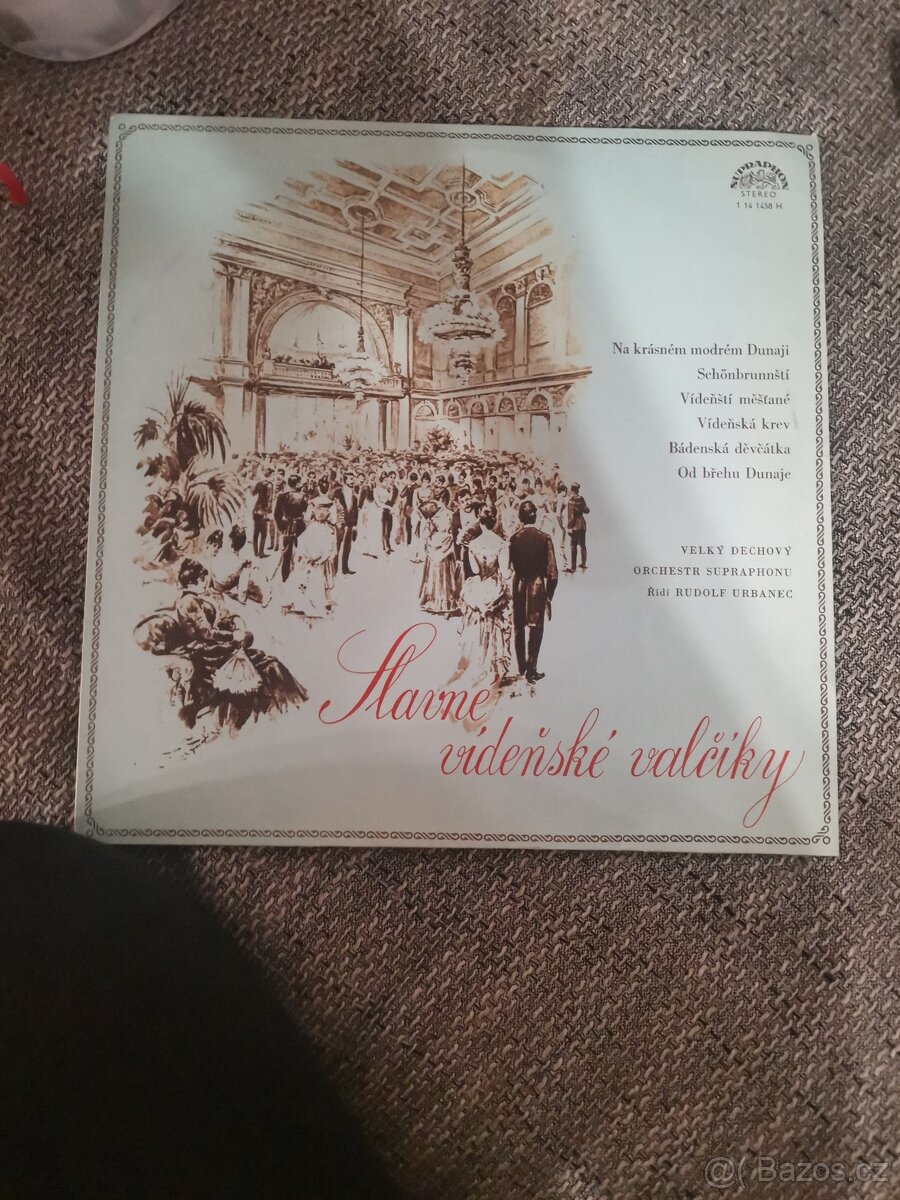 SUPRAPHON
STEREO
1 14 1458 H
Na krásném modrém Dunaji
Schönbrunnští
Vídeňští měšťané
Vídeňská krev
Bádenská děvčátka
Od břehu Dunaje
VELKÝ DECHOVÝ
ORCHESTR SUPRAPHONU
Řídí RUDOLF URBANEC
Slavné
vídeňské valčíky
@( Bazos.cz